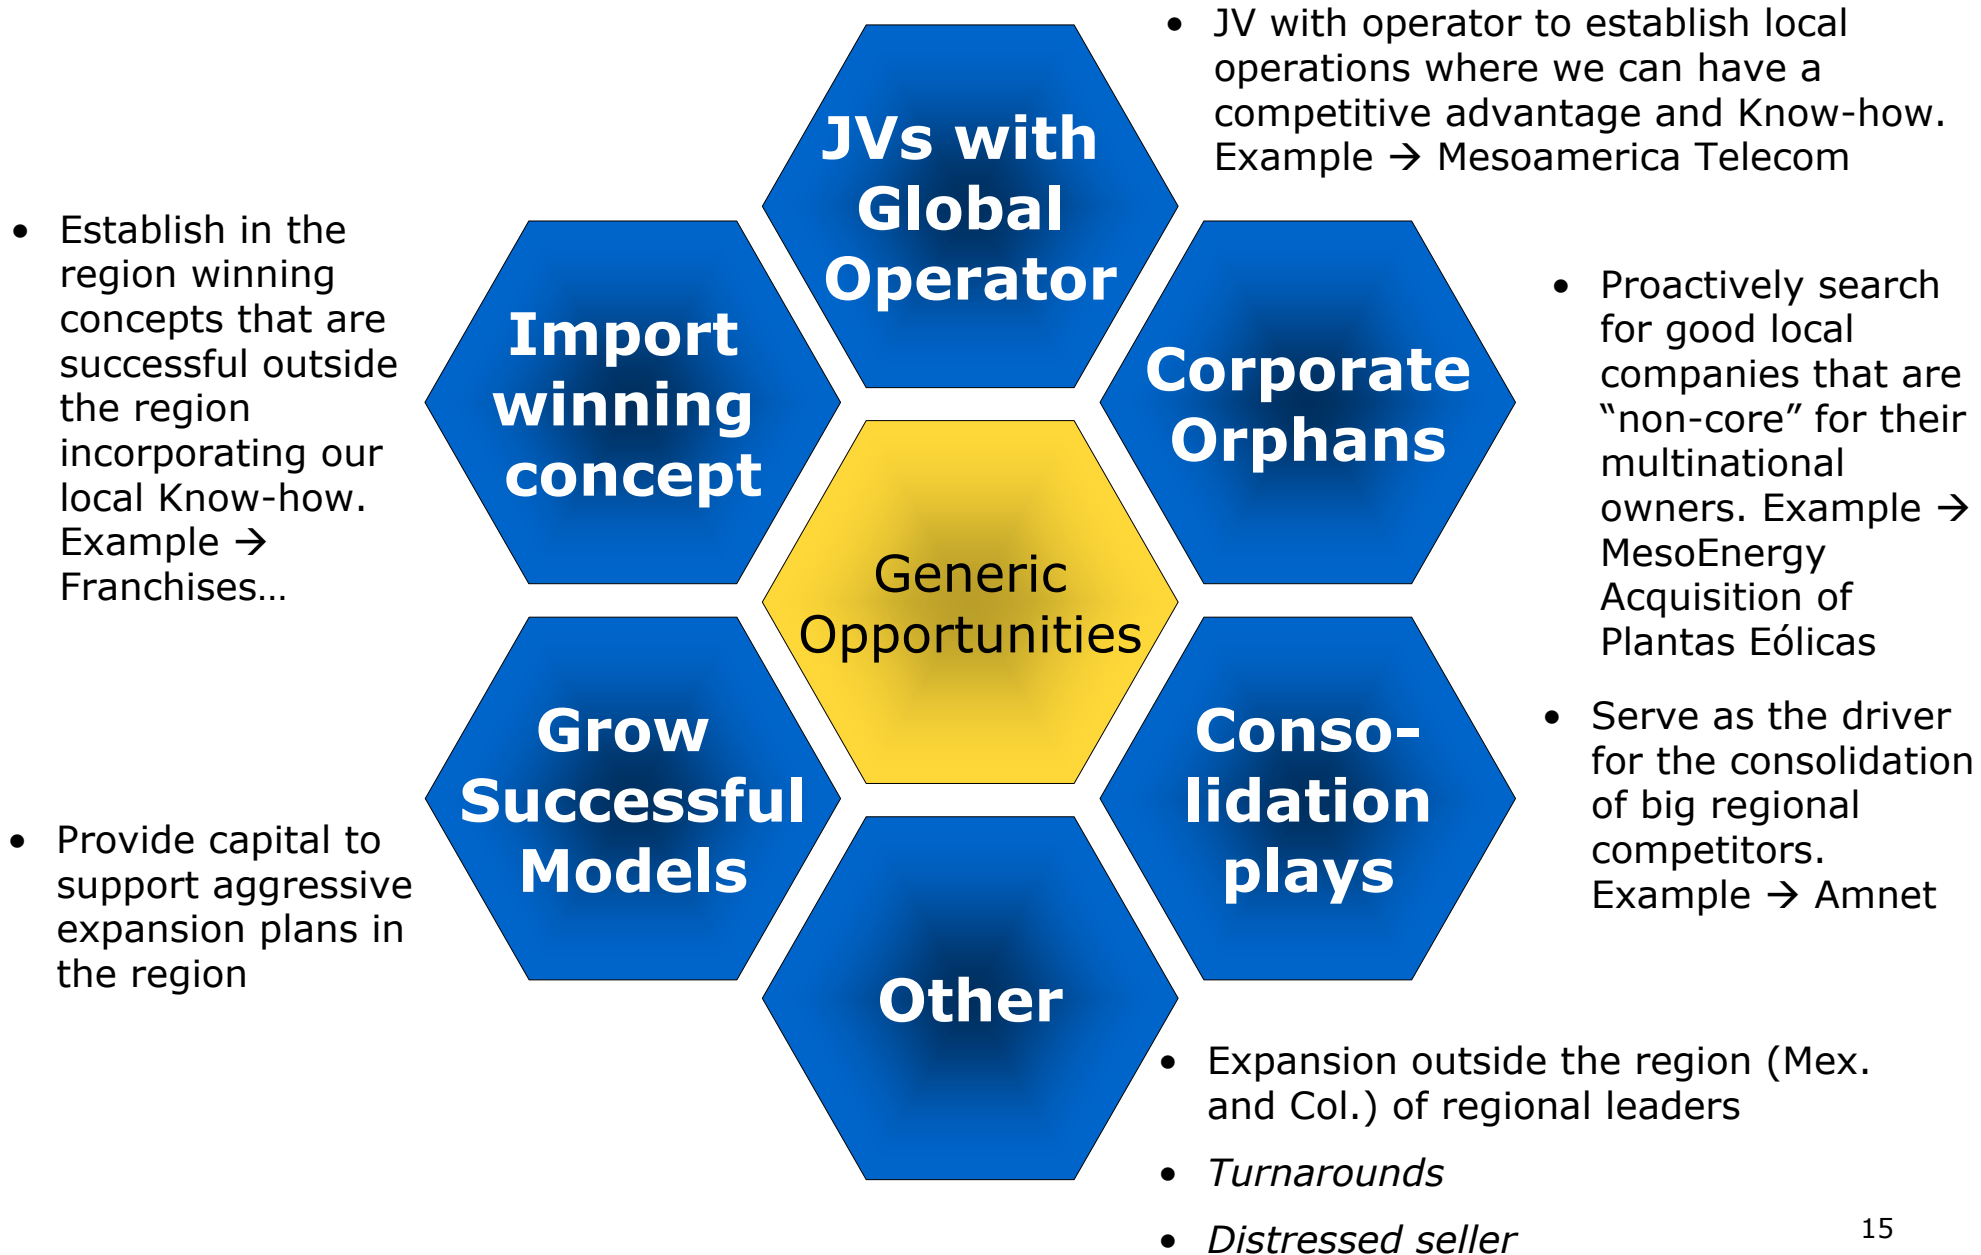 • JV with operator to establish local
operations where we can have a
competitive advantage and Know-how.
Example → Mesoamerica Telecom
JVs with
Global
Operator
• Establish in the
region winning
concepts that are
successful outside
the region
incorporating our
local Know-how.
Example →
Franchises…
Import
winning
concept
Corporate
Orphans
• Proactively search
for good local
companies that are
“non-core” for their
multinational
owners. Example →
MesoEnergy
Acquisition of
Plantas Eólicas
Generic
Opportunities
Grow
Successful
Models
• Provide capital to
support aggressive
expansion plans in
the region
Conso-
lidation
plays
• Serve as the driver
for the consolidation
of big regional
competitors.
Example → Amnet
Other
• Expansion outside the region (Mex.
and Col.) of regional leaders
• Turnarounds
• Distressed seller
15